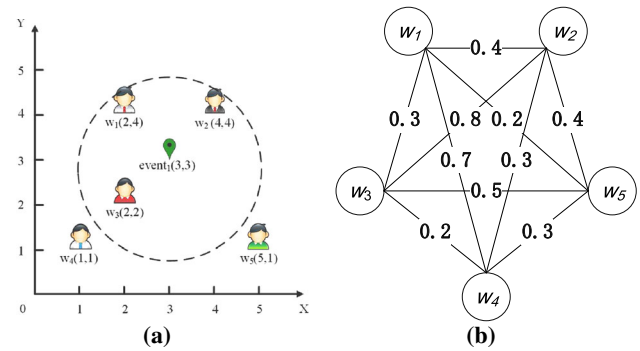 Y
5
4
3
2
1
0
1
2
3
4
5
X
w1(2,4)
w2(4,4)
event1(3,3)
w3(2,2)
w4(1,1)
w5(5,1)
(a)
w1
w2
0.4
0.3
0.8
0.2
0.4
0.7
0.3
w3
0.5
w5
0.2
0.3
w4
(b)